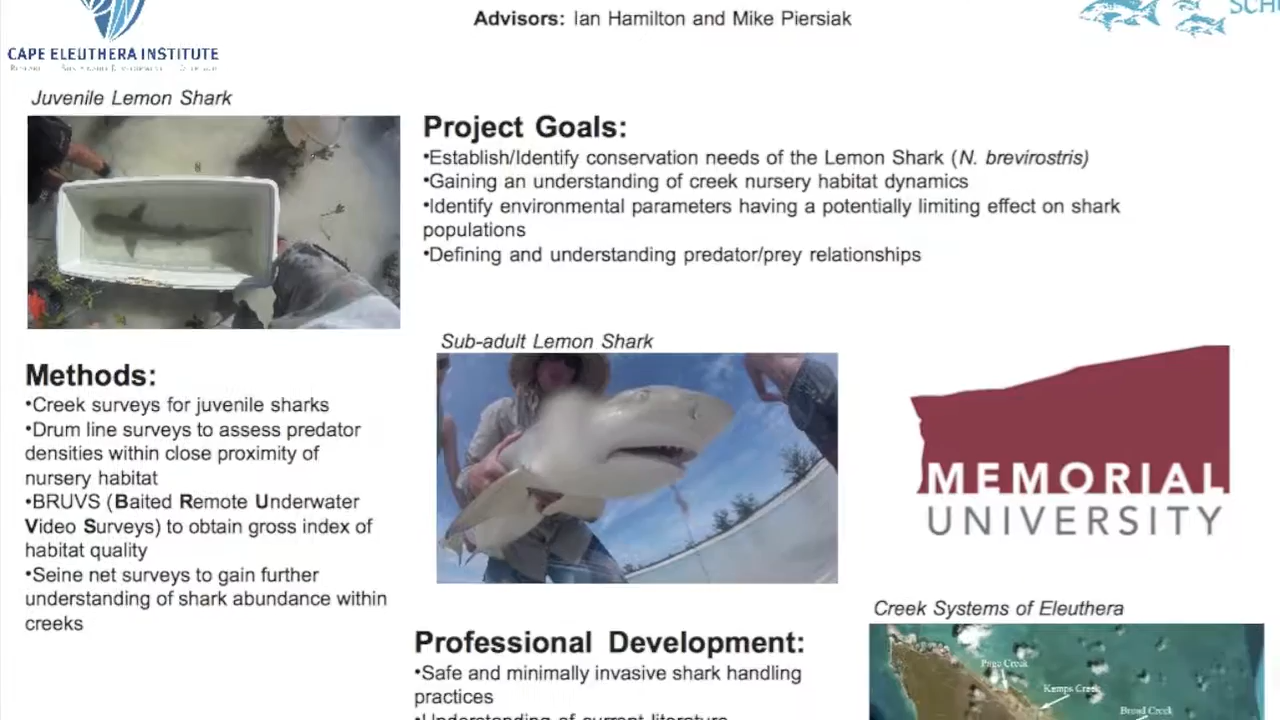 Advisors: Ian Hamilton and Mike Piersiak
CAPE ELEUTHERA INSTITUTE
Juvenile Lemon Shark
Project Goals:
•Establish/Identify conservation needs of the Lemon Shark (N. brevirostris)
•Gaining an understanding of creek nursery habitat dynamics
•Identify environmental parameters having a potentially limiting effect on shark
populations
•Defining and understanding predator/prey relationships
Methods:
•Creek surveys for juvenile sharks
•Drum line surveys to assess predator
densities within close proximity of
nursery habitat
•BRUVS (Baited Remote Underwater
Video Surveys) to obtain gross index of
habitat quality
•Seine net surveys to gain further
understanding of shark abundance within
creeks
Sub-adult Lemon Shark
MEMORIAL
UNIVERSITY
Professional Development:
•Safe and minimally invasive shark handling
practices
•Understanding of current literature
Creek Systems of Eleuthera
Page Creek
Kemps Creek
Broad Creek